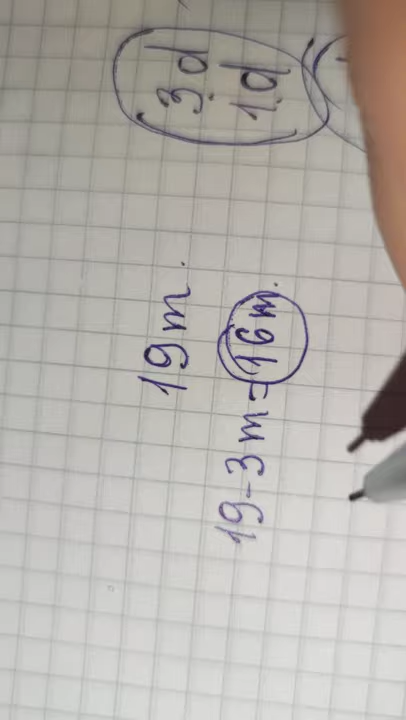 19 m.
19-3 m = 16 m.
3. d
1. d